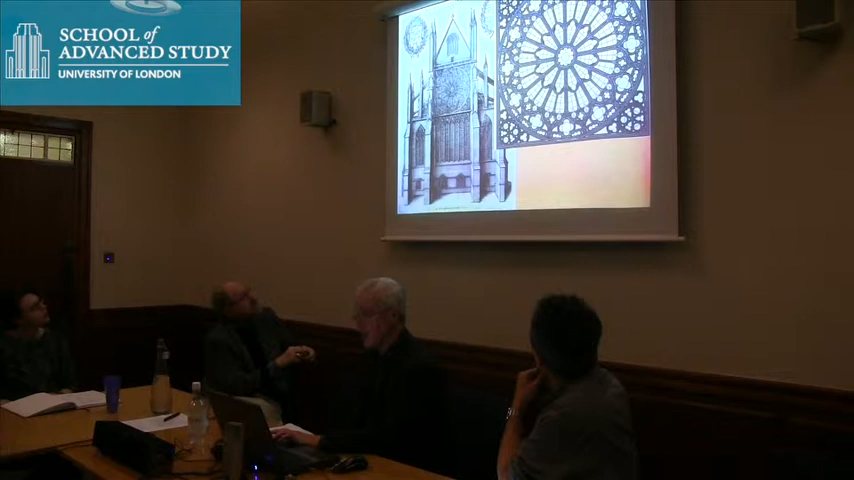 SCHOOL of
ADVANCED STUDY
UNIVERSITY OF LONDON